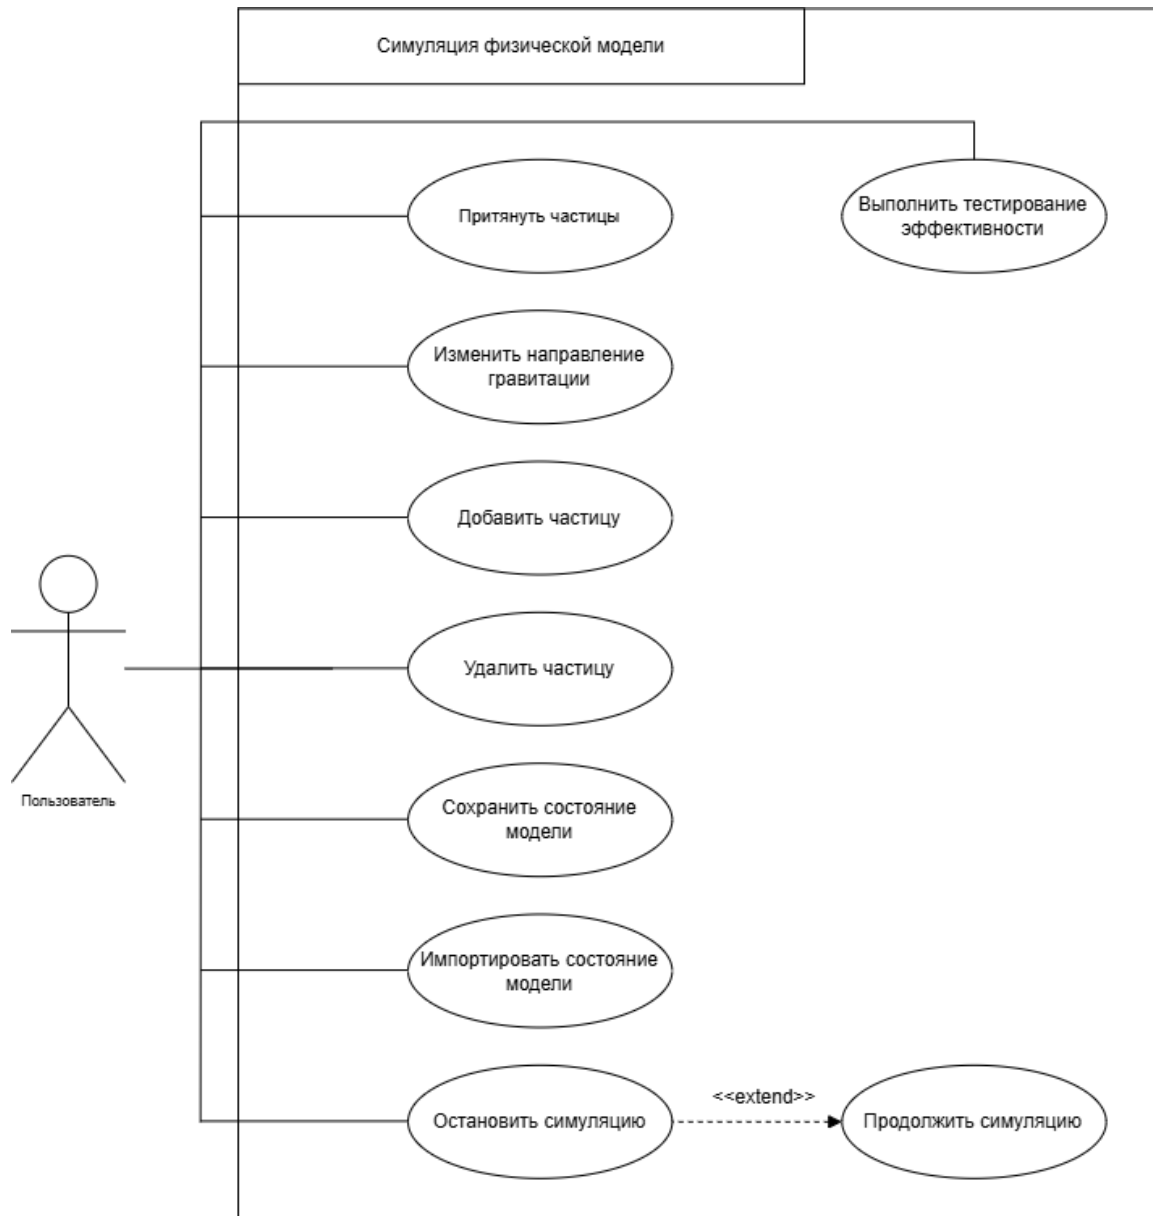 Симуляция физической модели
Притянуть частицы
Выполнить тестирование
эффективности
Изменить направление
гравитации
Добавить частицу
Удалить частицу
Пользователь
Сохранить состояние
модели
Импортировать состояние
модели
Остановить симуляцию
<<extend>>
Продолжить симуляцию